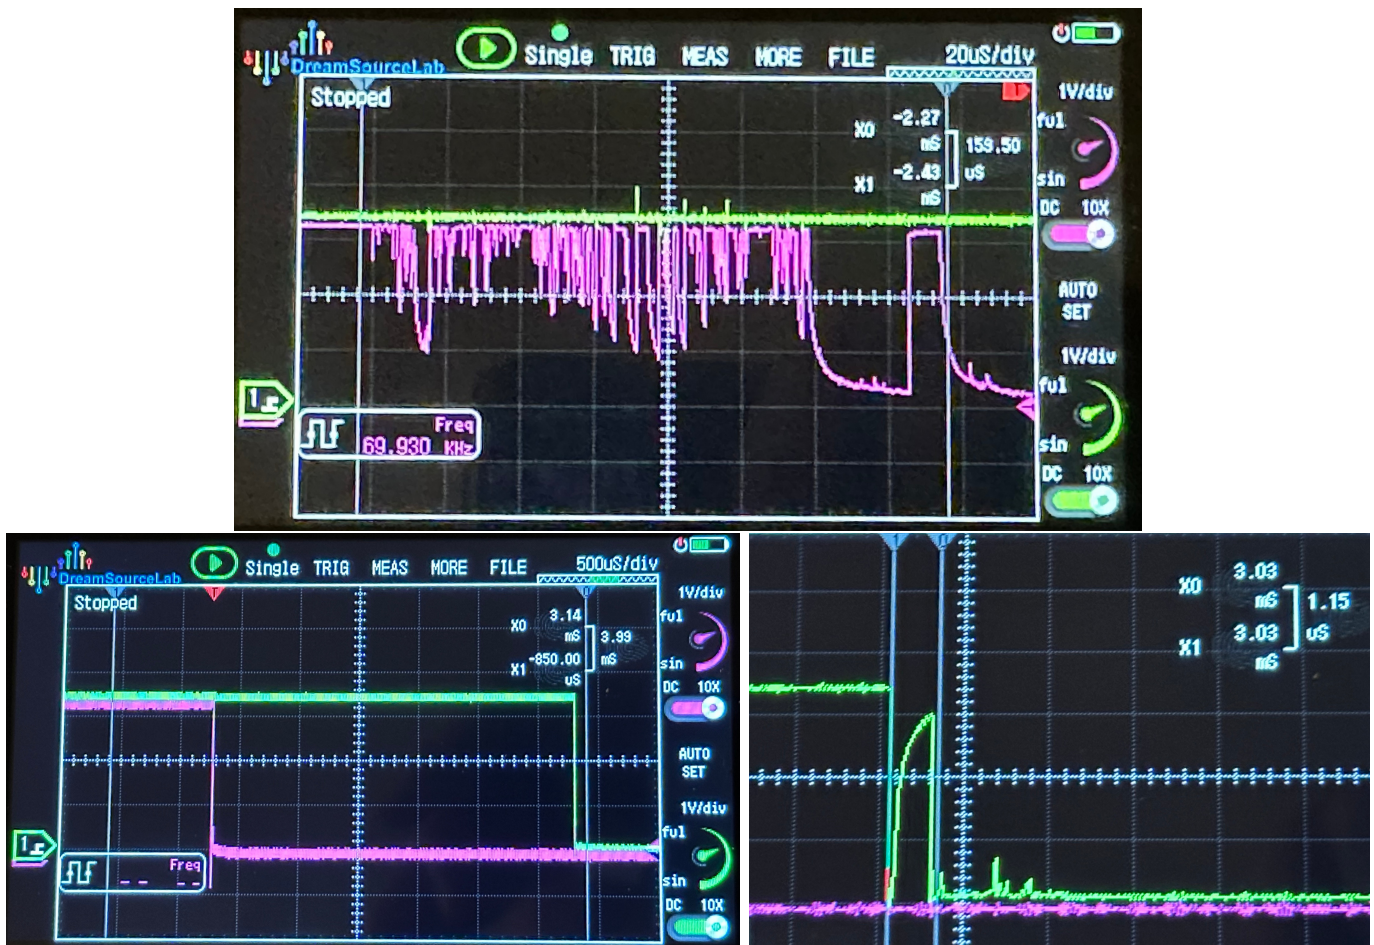 Single TRIG MEAS MORE FILE 20uS/div
DreamSourceLab
Stopped
1V/div
ful
sin
DC 10X
X0 -2.27 mS
X1 -2.43 mS
159.50 uS
AUTO
SET
1V/div
ful
sin
DC 10X
1
Freq
69.930 KHz
Single TRIG MEAS MORE FILE 500uS/div
DreamSourceLab
Stopped
1V/div
ful
sin
DC 10X
X0 3.14 mS
X1 -850.00 uS
3.99 mS
AUTO
SET
1V/div
ful
sin
DC 10X
1
Freq
-- --
X0 3.03 mS
X1 3.03 mS
1.15 uS